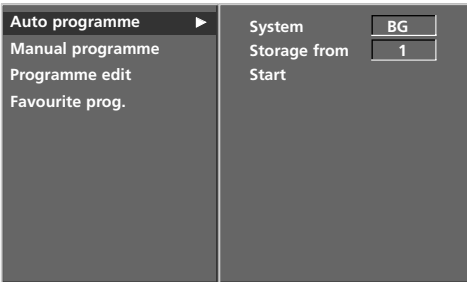 Auto programme ►
Manual programme
Programme edit
Favourite prog.
System BG
Storage from 1
Start